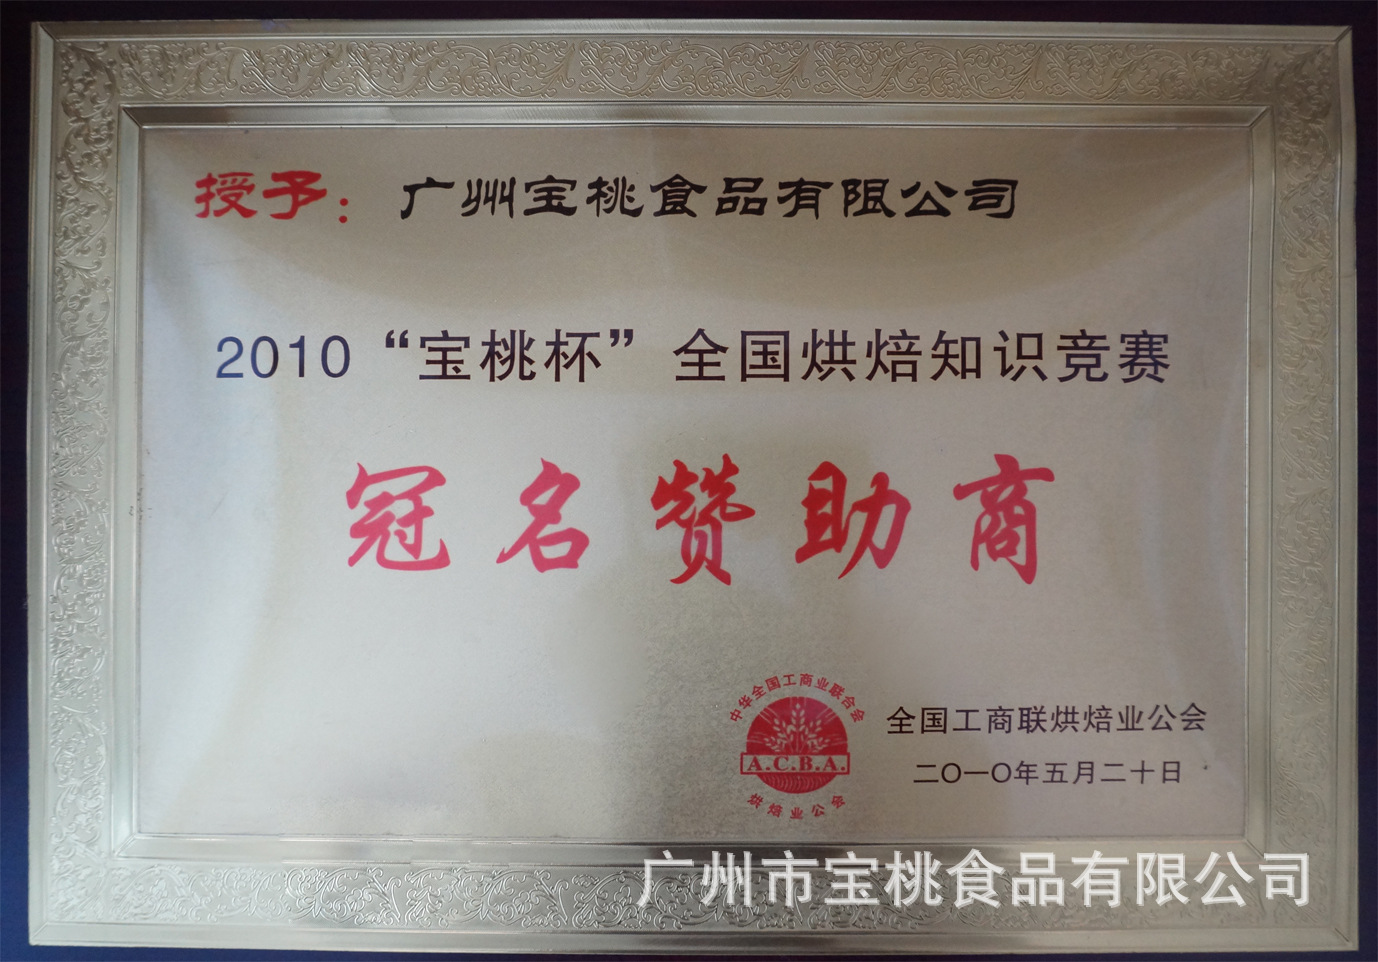 授予：广州宝桃食品有限公司
2010“宝桃杯”全国烘焙知识竞赛
冠名赞助商
中华全国工商业联合会
A.C.B.A.
烘焙业公会
全国工商联烘焙业公会
二〇一〇年五月二十日
广州市宝桃食品有限公司